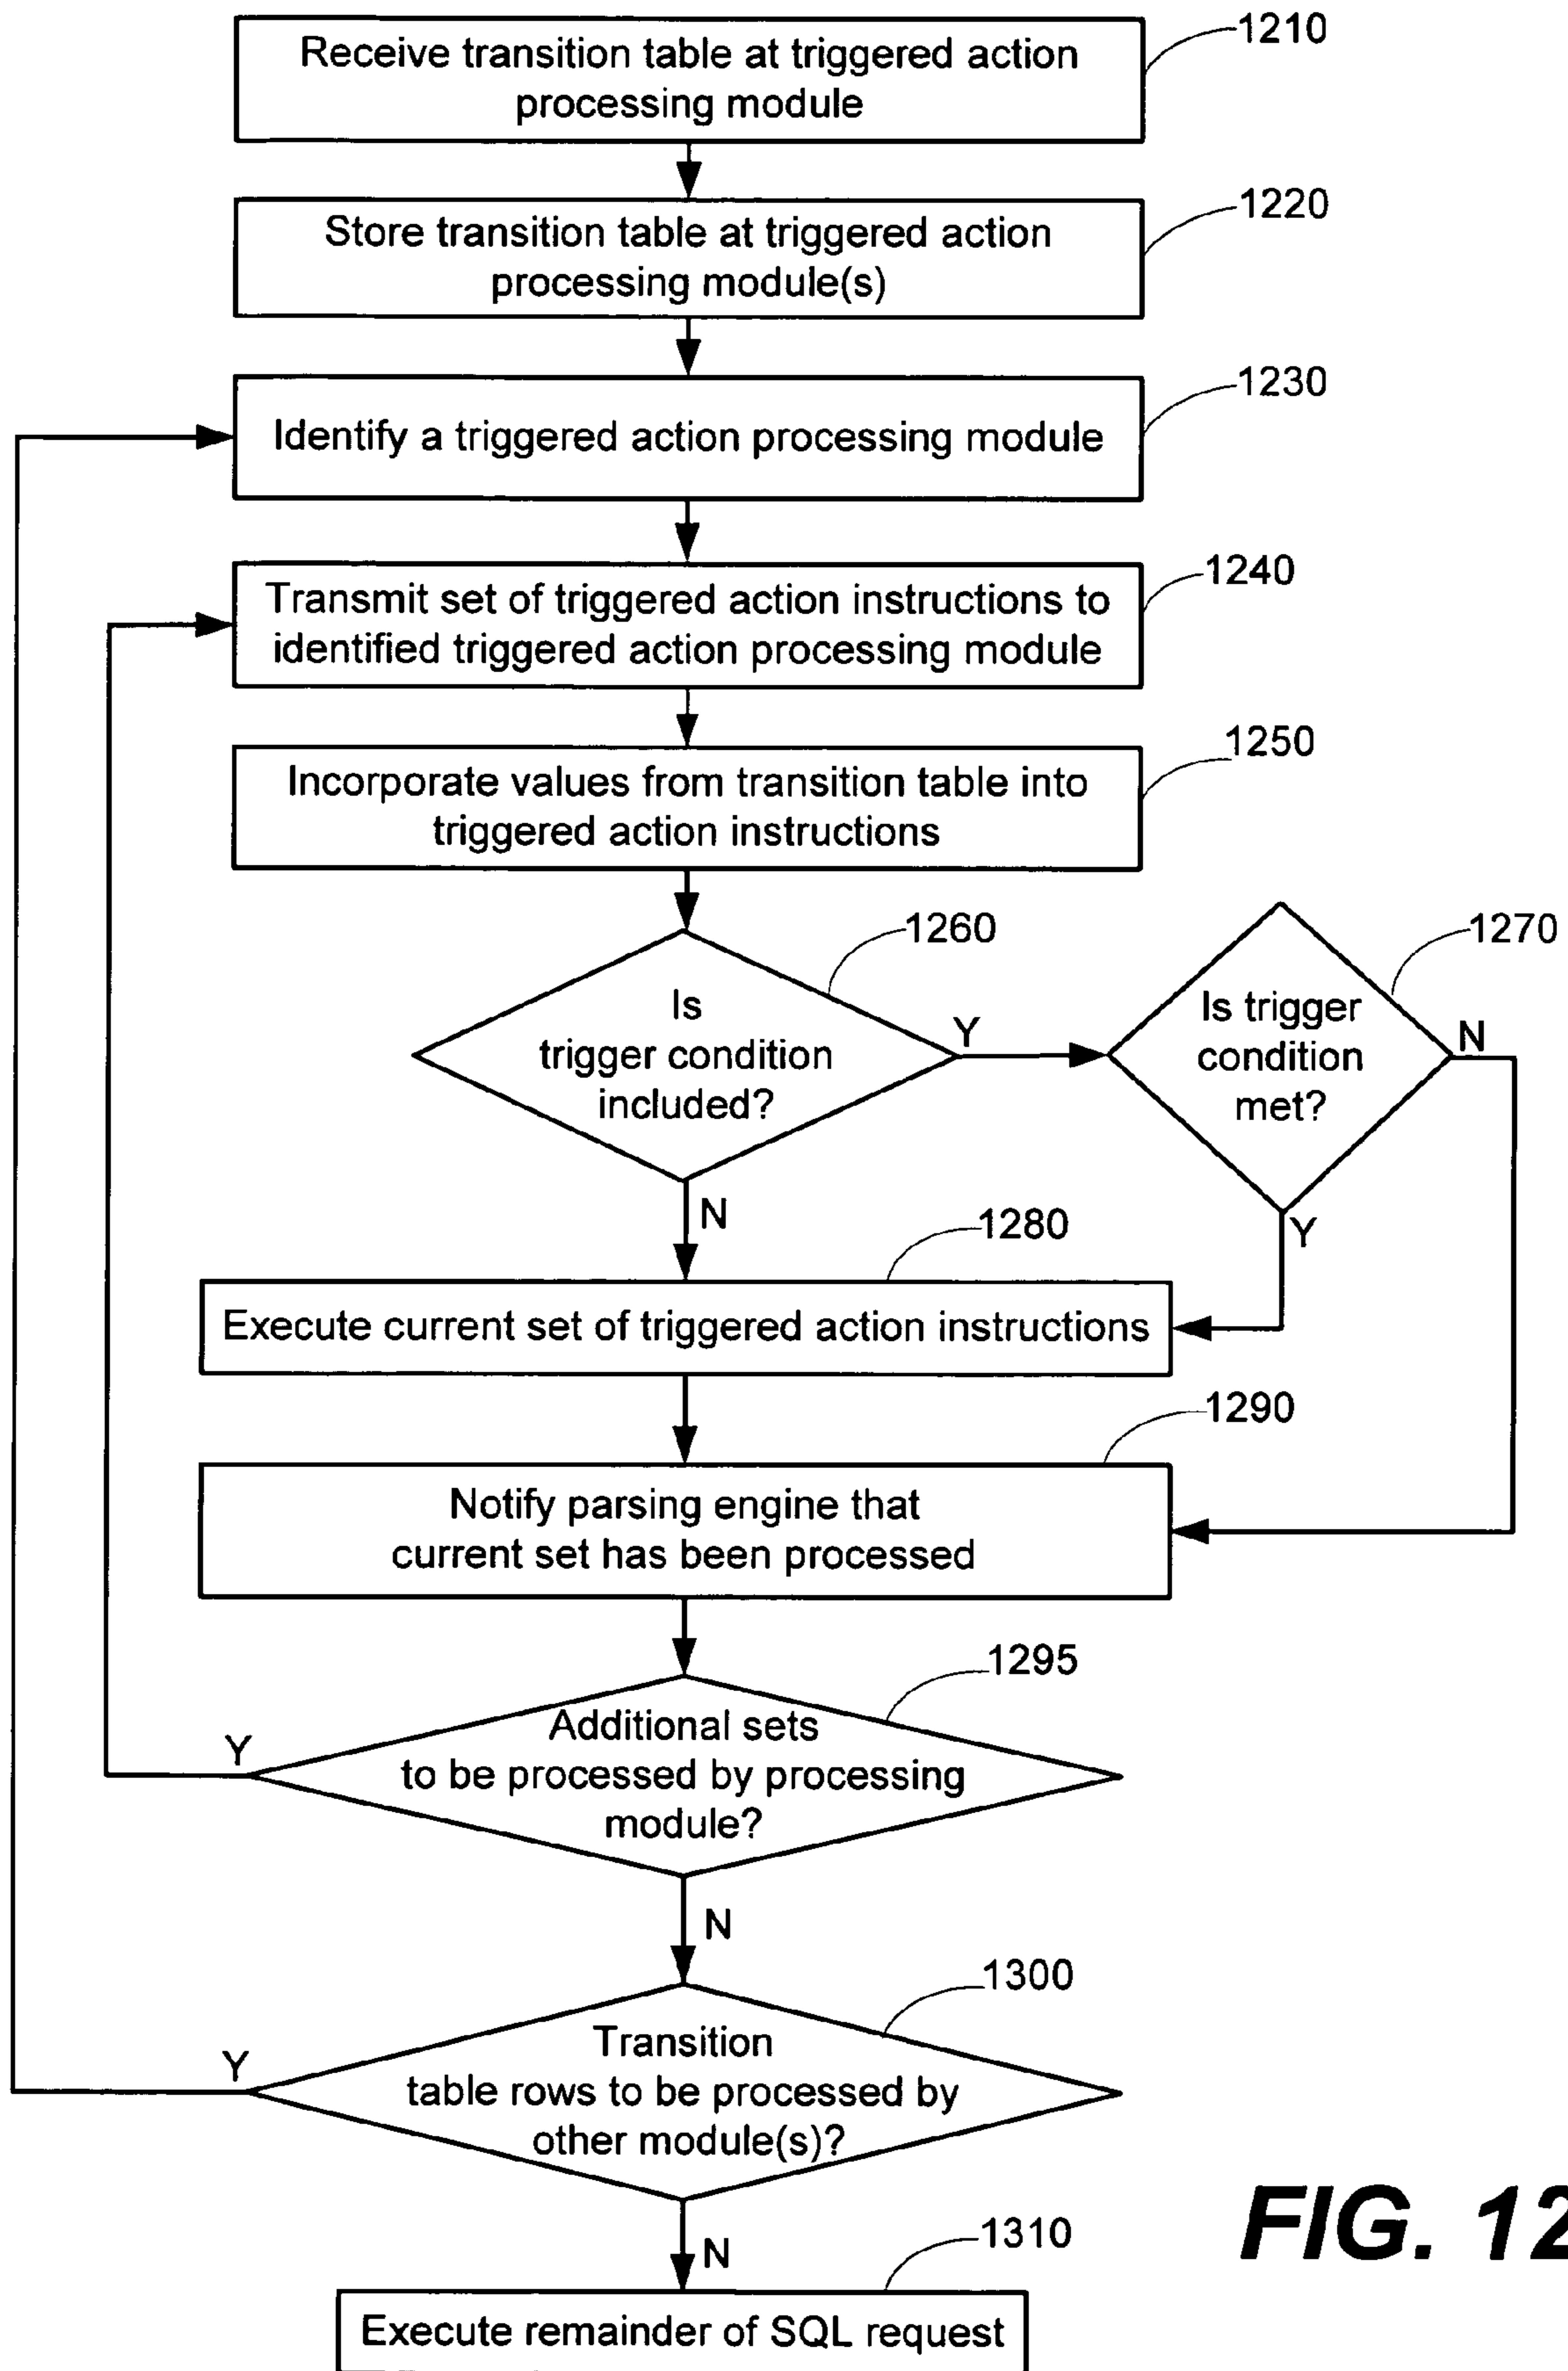 1210
Receive transition table at triggered action
processing module
1220
Store transition table at triggered action
processing module(s)
1230
Identify a triggered action processing module
1240
Transmit set of triggered action instructions to
identified triggered action processing module
1250
Incorporate values from transition table into
triggered action instructions
1260
1270
Is
trigger condition
included?
Y
Is trigger
condition
met?
N
N
Y
1280
Execute current set of triggered action instructions
1290
Notify parsing engine that
current set has been processed
1295
Additional sets
to be processed by processing
module?
Y
N
1300
Transition
table rows to be processed by
other module(s)?
Y
N
1310
Execute remainder of SQL request
FIG. 12